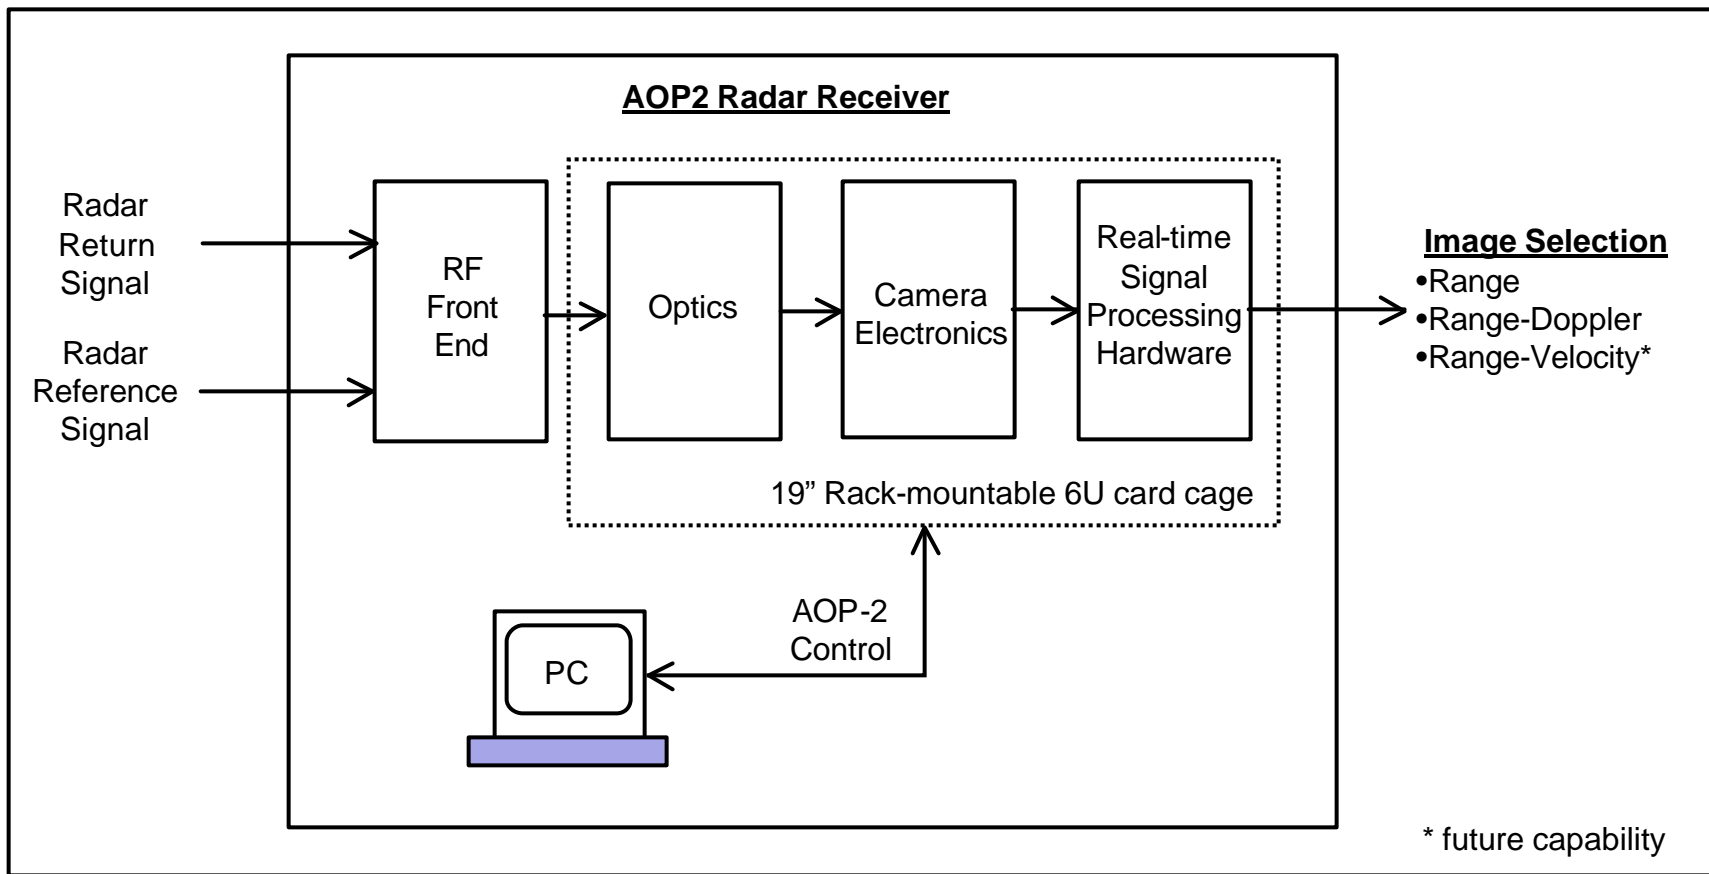 AOP2 Radar Receiver
Radar
Return
Signal
Radar
Reference
Signal
RF
Front
End
Optics
Camera
Electronics
Real-time
Signal
Processing
Hardware
19” Rack-mountable 6U card cage
AOP-2
Control
PC
Image Selection
•Range
•Range-Doppler
•Range-Velocity*
* future capability